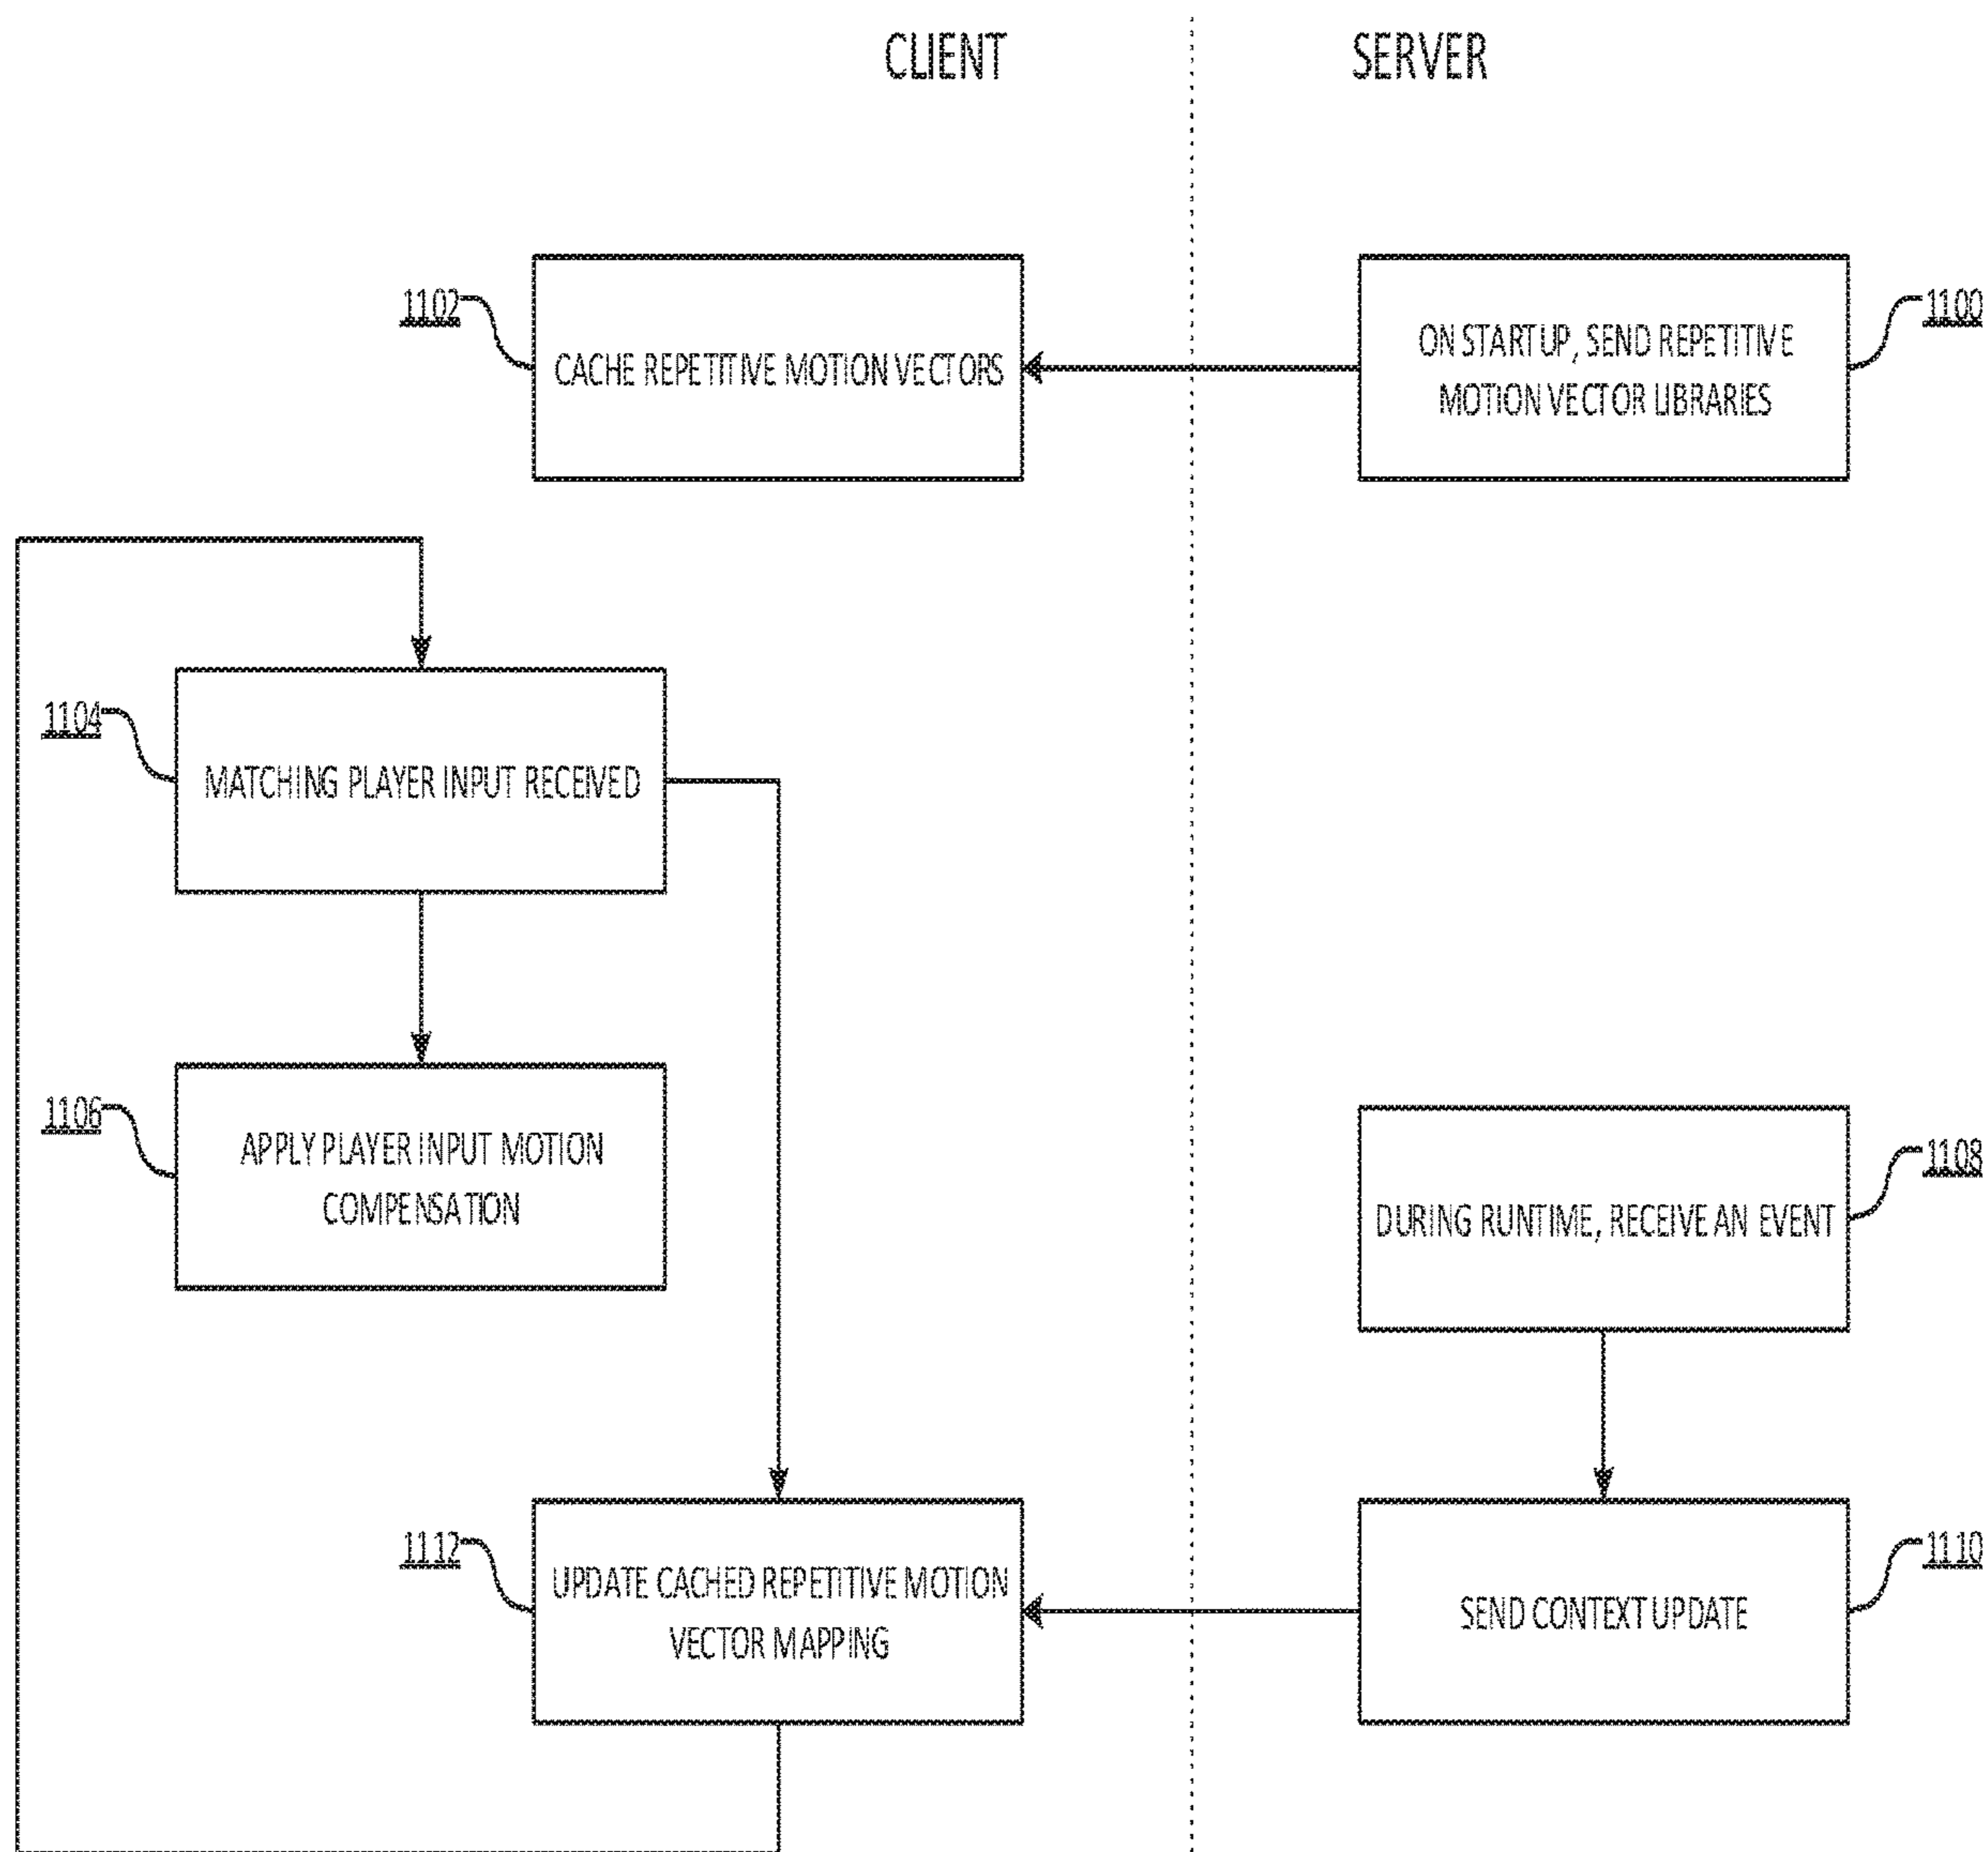 CLIENT
SERVER
1102
CACHE REPETITIVE MOTION VECTORS
ON STARTUP, SEND REPETITIVE
MOTION VECTOR LIBRARIES
1100
1104
MATCHING PLAYER INPUT RECEIVED
1106
APPLY PLAYER INPUT MOTION
COMPENSATION
DURING RUNTIME, RECEIVE AN EVENT
1108
1112
UPDATE CACHED REPETITIVE MOTION
VECTOR MAPPING
SEND CONTEXT UPDATE
1110